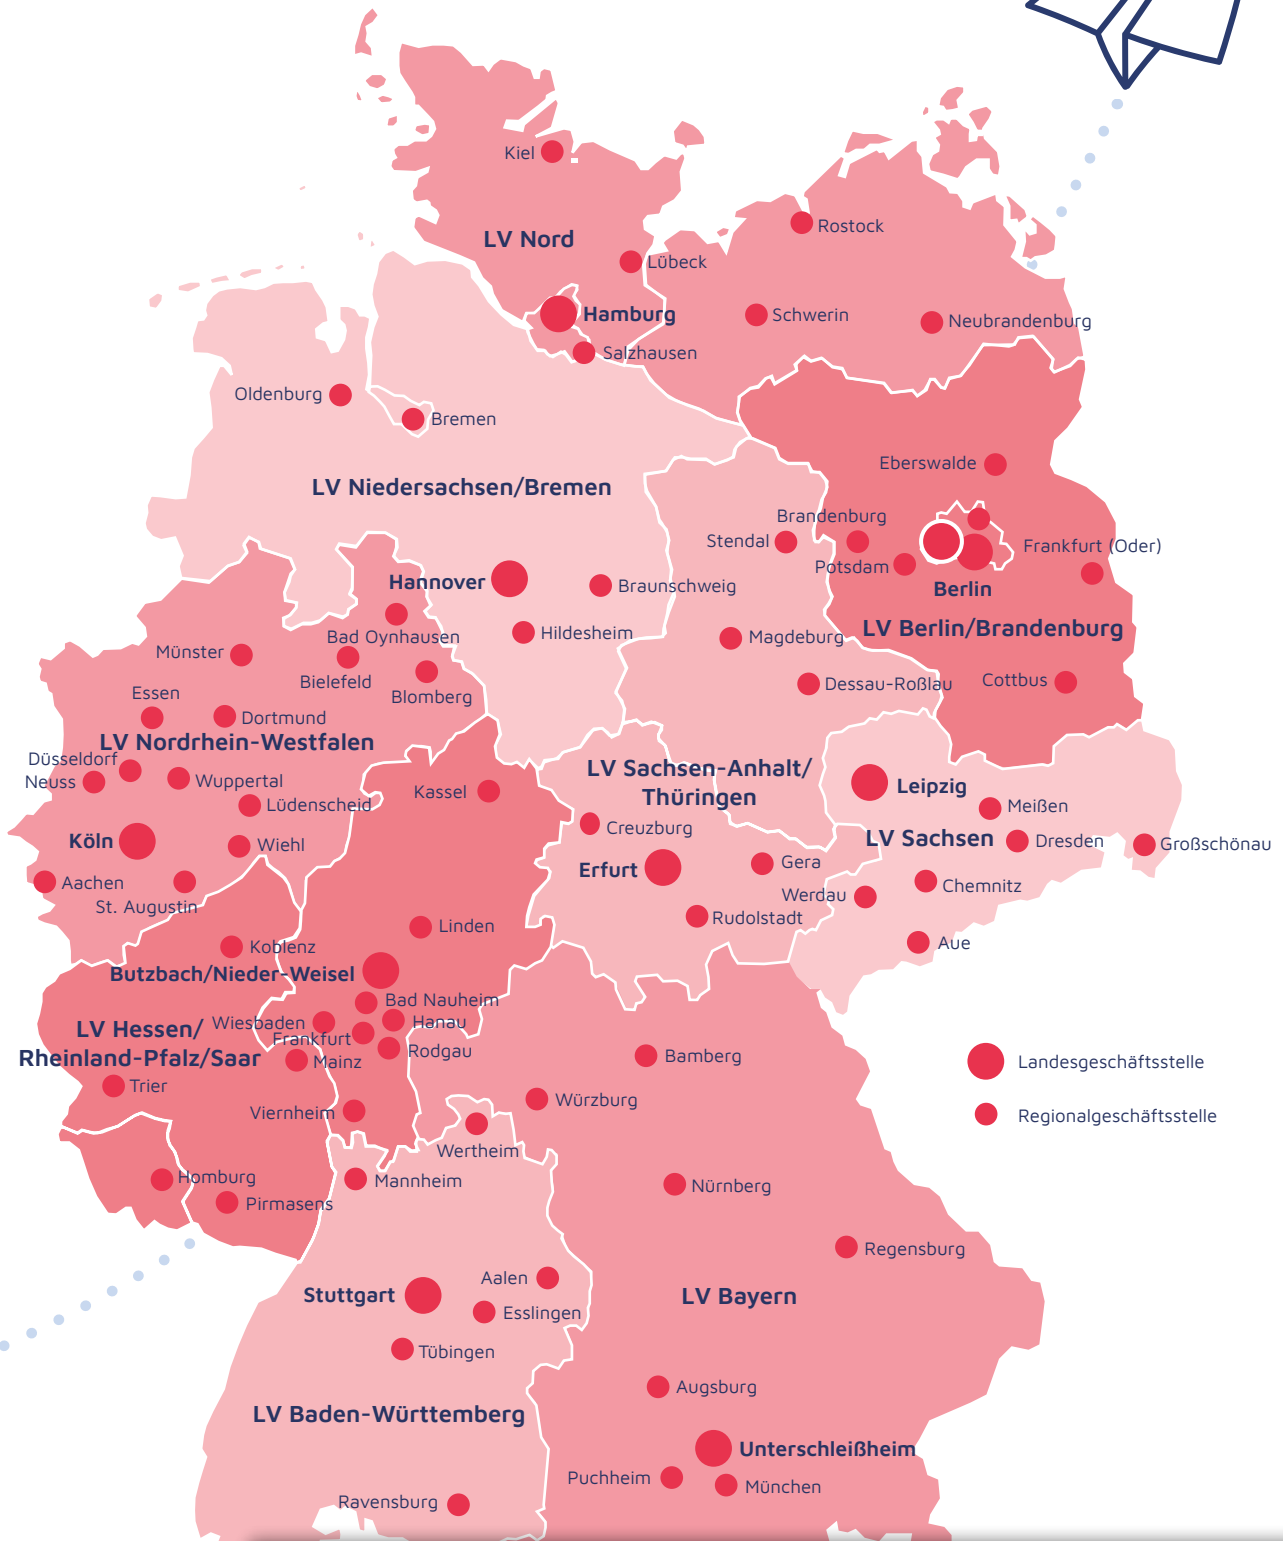 Kiel
Rostock
LV Nord
Lübeck
Hamburg
Schwerin
Neubrandenburg
Salzhausen
Oldenburg
Bremen
Eberswalde
LV Niedersachsen/Bremen
Brandenburg
Stendal
Frankfurt (Oder)
Potsdam
Hannover
Braunschweig
Berlin
Hildesheim
LV Berlin/Brandenburg
Bad Oynhausen
Magdeburg
Münster
Bielefeld
Blomberg
Dessau-Roßlau
Cottbus
Essen
Dortmund
LV Nordrhein-Westfalen
Düsseldorf
Neuss
Wuppertal
Kassel
Lüdenscheid
LV Sachsen-Anhalt/
Thüringen
Leipzig
Meißen
Creuzburg
Köln
Wiehl
LV Sachsen
Dresden
Großschönau
Erfurt
Gera
Aachen
Chemnitz
Werdau
St. Augustin
Rudolstadt
Linden
Koblenz
Aue
Butzbach/Nieder-Weisel
Bad Nauheim
Wiesbaden
Hanau
LV Hessen/
Rheinland-Pfalz/Saar
Frankfurt
Rodgau
Mainz
Bamberg
Landesgeschäftsstelle
Trier
Würzburg
Viernheim
Regionalgeschäftsstelle
Wertheim
Homburg
Mannheim
Nürnberg
Pirmasens
Regensburg
Aalen
Stuttgart
LV Bayern
Esslingen
Tübingen
Augsburg
LV Baden-Württemberg
Unterschleißheim
Puchheim
München
Ravensburg